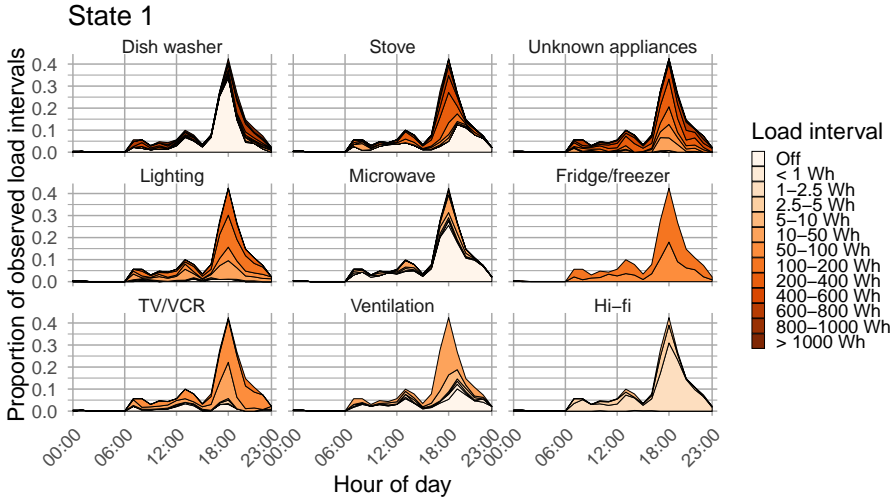 State 1
Dish washer
Stove
Unknown appliances
Proportion of observed load intervals
0.4
0.3
0.2
0.1
0.0
Lighting
Microwave
Fridge/freezer
0.4
0.3
0.2
0.1
0.0
TV/VCR
Ventilation
Hi−fi
0.4
0.3
0.2
0.1
0.0
00:00
06:00
12:00
18:00
23:00
00:00
06:00
12:00
18:00
23:00
00:00
06:00
12:00
18:00
23:00
Hour of day
Load interval
Off
< 1 Wh
1−2.5 Wh
2.5−5 Wh
5−10 Wh
10−50 Wh
50−100 Wh
100−200 Wh
200−400 Wh
400−600 Wh
600−800 Wh
800−1000 Wh
> 1000 Wh